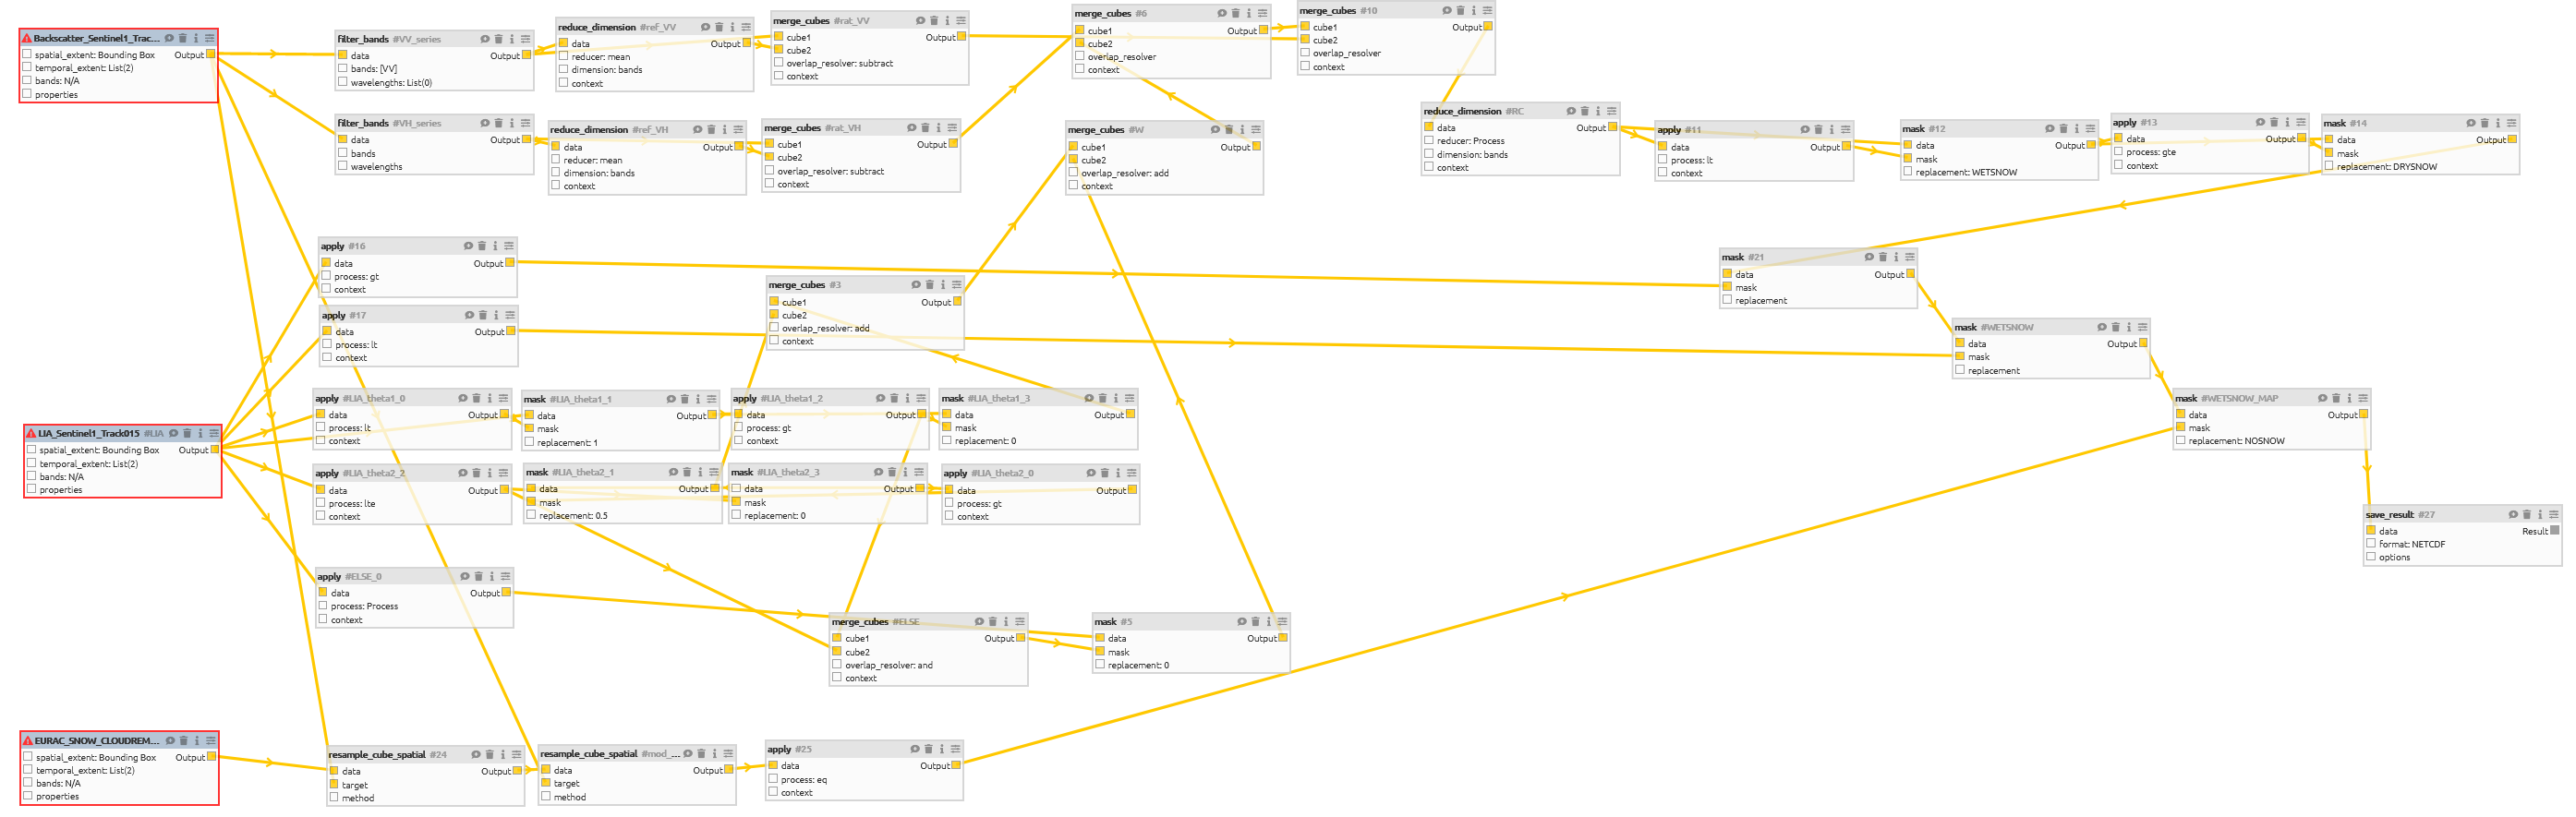 Backscatter_Sentinel1_Trac...
spatial_extent: Bounding Box Output
temporal_extent: List(2)
bands: N/A
properties
filter_bands #VV_series
data Output
bands: [VV]
wavelengths: List(0)
reduce_dimension #ref_VV
data Output
reducer: mean
dimension: bands
context
merge_cubes #rat_VV
cube1 Output
cube2
overlap_resolver: subtract
context
merge_cubes #6
cube1 Output
cube2
overlap_resolver
context
merge_cubes #10
cube1 Output
cube2
overlap_resolver
context
filter_bands #VH_series
data Output
bands
wavelengths
reduce_dimension #ref_VH
data Output
reducer: mean
dimension: bands
context
merge_cubes #rat_VH
cube1 Output
cube2
overlap_resolver: subtract
context
merge_cubes #W
cube1 Output
cube2
overlap_resolver: add
context
reduce_dimension #RC
data Output
reducer: Process
dimension: bands
context
apply #11
data Output
process: lt
context
mask #12
data Output
mask
replacement: WETSNOW
apply #13
data Output
process: gte
context
mask #14
data Output
mask
replacement: DRYSNOW
apply #16
data Output
process: gt
context
apply #17
data Output
process: lt
context
merge_cubes #3
cube1 Output
cube2
overlap_resolver: add
context
mask #21
data Output
mask
replacement
mask #WETSNOW
data Output
mask
replacement
LIA_Sentinel1_Track015 #LIA
spatial_extent: Bounding Box Output
temporal_extent: List(2)
bands: N/A
properties
apply #LIA_theta1_0
data Output
process: lt
context
mask #LIA_theta1_1
data Output
mask
replacement: 1
apply #LIA_theta1_2
data Output
process: gt
context
mask #LIA_theta1_3
data Output
mask
replacement: 0
mask #WETSNOW_MAP
data Output
mask
replacement: NOSNOW
apply #LIA_theta2_2
data Output
process: lte
context
mask #LIA_theta2_1
data Output
mask
replacement: 0.5
mask #LIA_theta2_3
data Output
mask
replacement: 0
apply #LIA_theta2_0
data Output
process: gt
context
save_result #27
data Result
format: NETCDF
options
apply #ELSE_0
data Output
process: Process
context
merge_cubes #ELSE
cube1 Output
cube2
overlap_resolver: and
context
mask #5
data Output
mask
replacement: 0
EURAC_SNOW_CLOUDREM...
spatial_extent: Bounding Box Output
temporal_extent: List(2)
bands: N/A
properties
resample_cube_spatial #24
data Output
target
method
resample_cube_spatial #mod_...
data Output
target
method
apply #25
data Output
process: eq
context